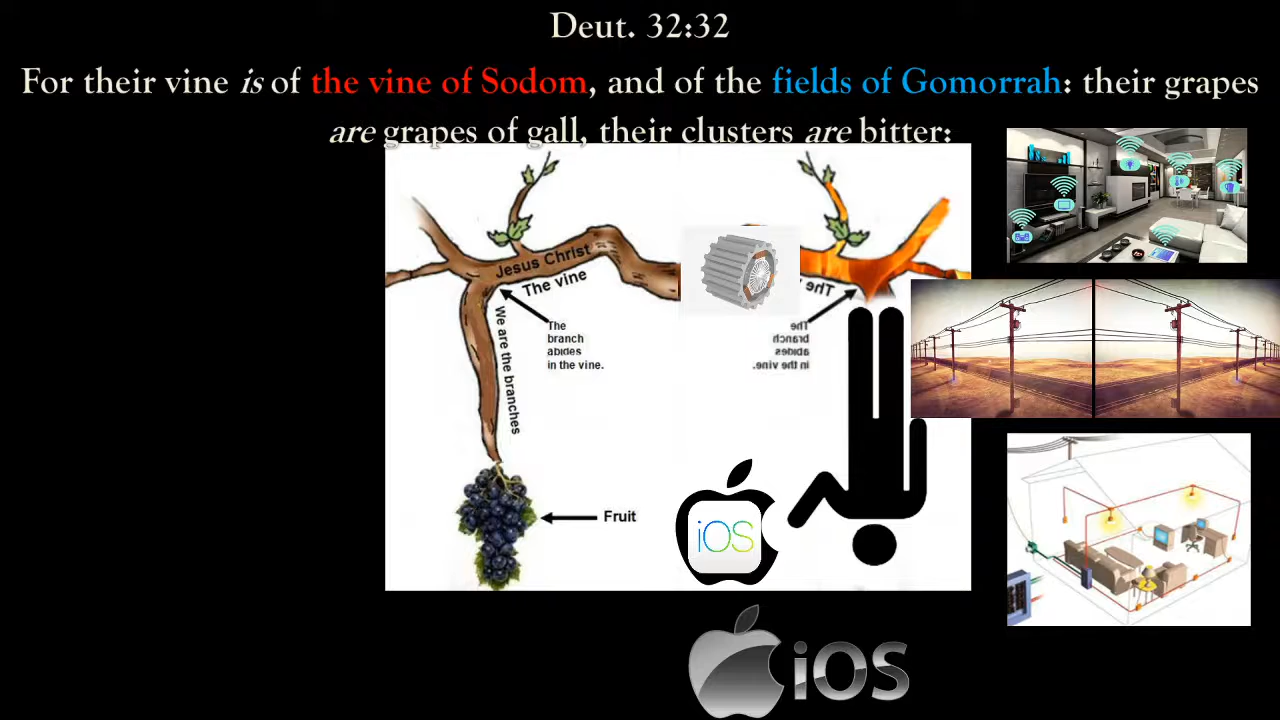 Deut. 32:32
For their vine is of the vine of Sodom, and of the fields of Gomorrah: their grapes
are grapes of gall, their clusters are bitter:
Jesus Christ
The vine
The
branch
abides
in the vine.
We are the branches
Fruit
The v
The
branch
abides
in the vine.
iOS
iOS